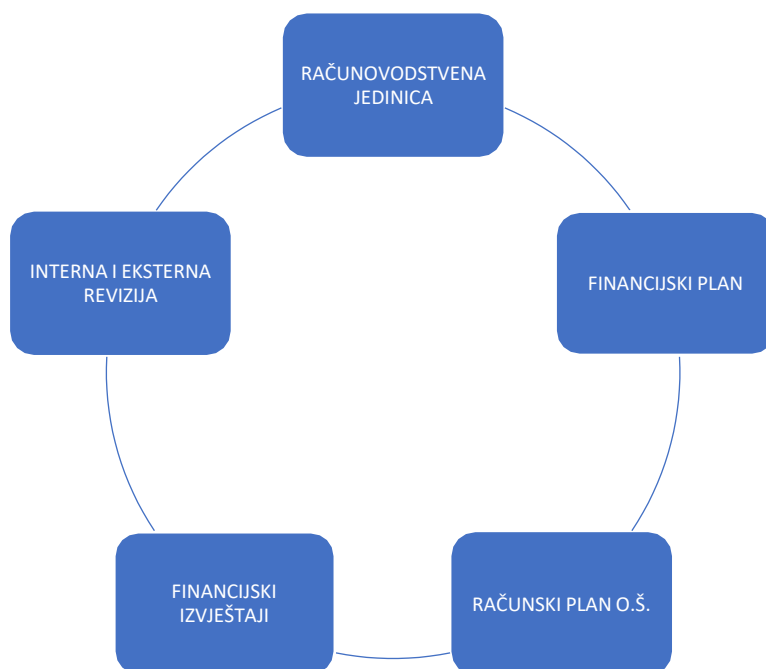 RAČUNOVODSTVENA
JEDINICA
FINANCIJSKI PLAN
RAČUNSKI PLAN O.Š.
FINANCIJSKI
IZVJEŠTAJI
INTERNA I EKSTERNA
REVIZIJA